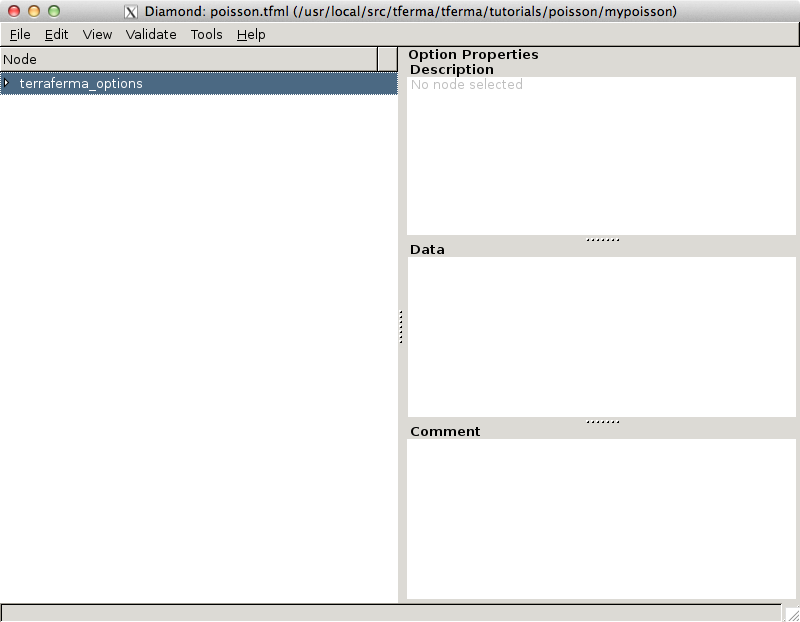 Diamond: poisson.tfml (/usr/local/src/tferma/tferma/tutorials/poisson/mypoisson)
File Edit View Validate Tools Help
Node
terraferma_options
Option Properties
Description
No node selected
Data
Comment